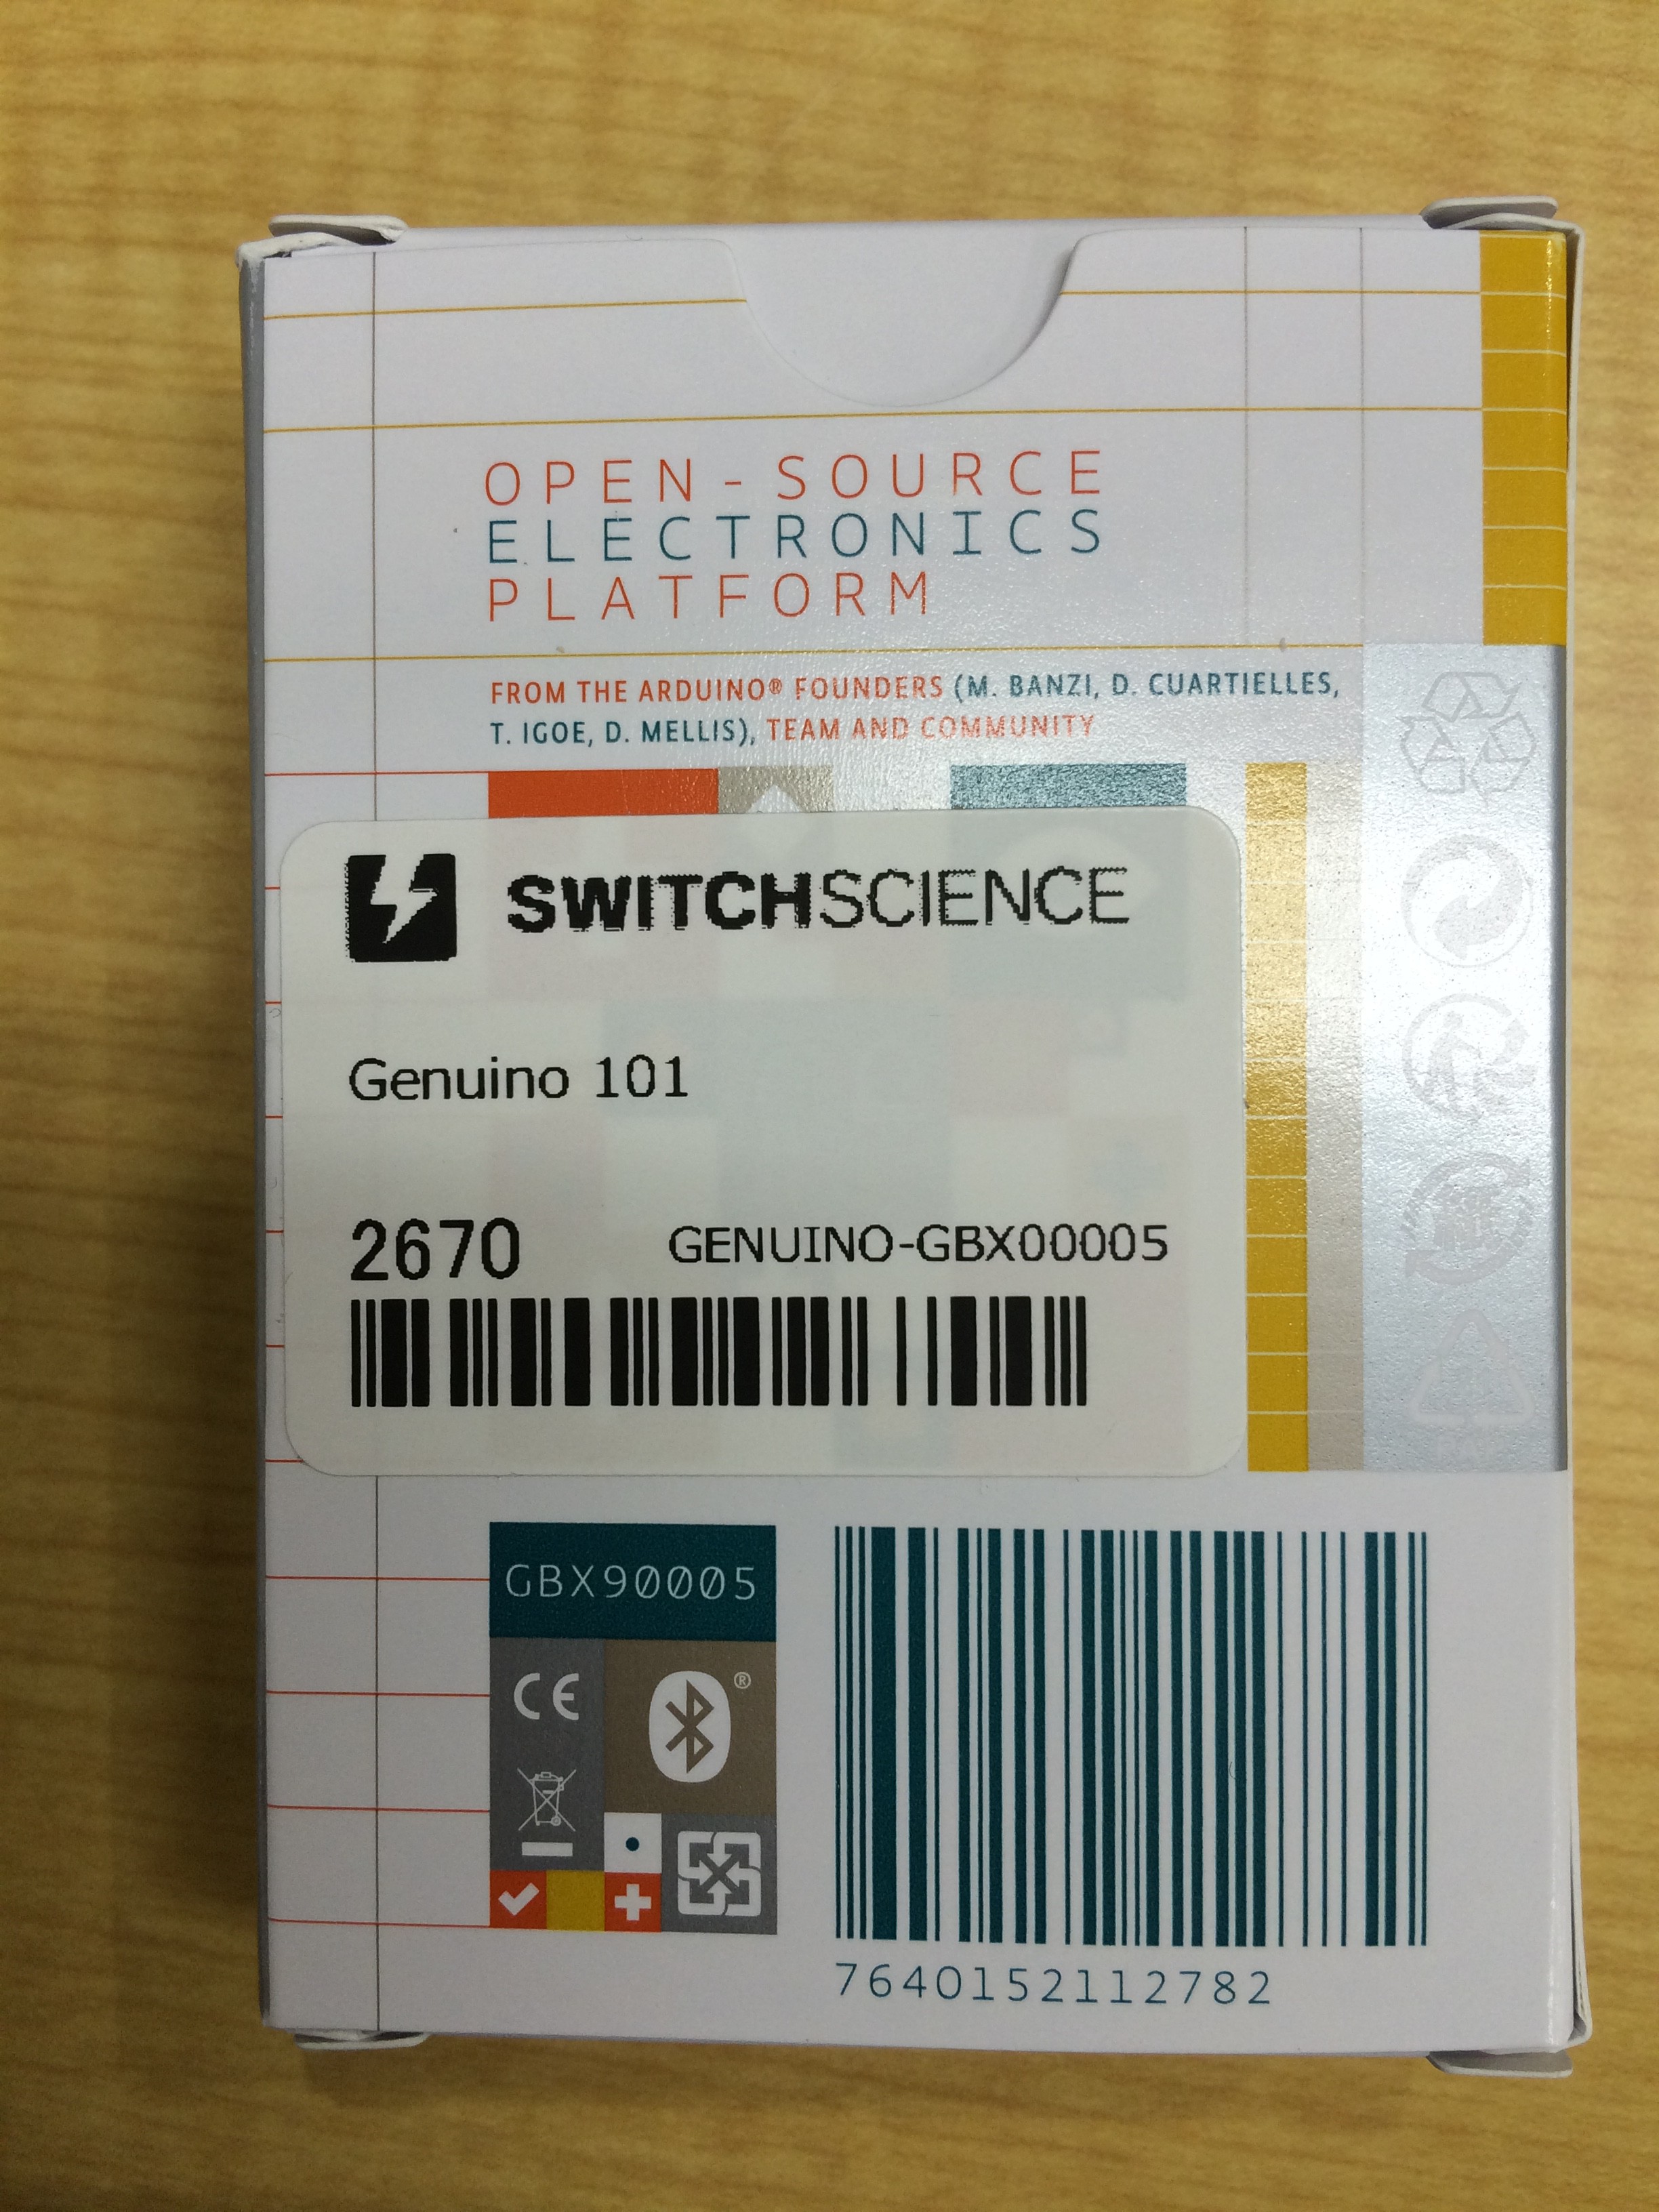 OPEN-SOURCE
ELECTRONICS
PLATFORM
FROM THE ARDUINO® FOUNDERS (M. BANZI, D. CUARTIELLES,
T. IGOE, D. MELLIS), TEAM AND COMMUNITY
SWITCHSCIENCE
Genuino 101
2670 GENUINO-GBX00005
GBX90005
CE
®
7640152112782